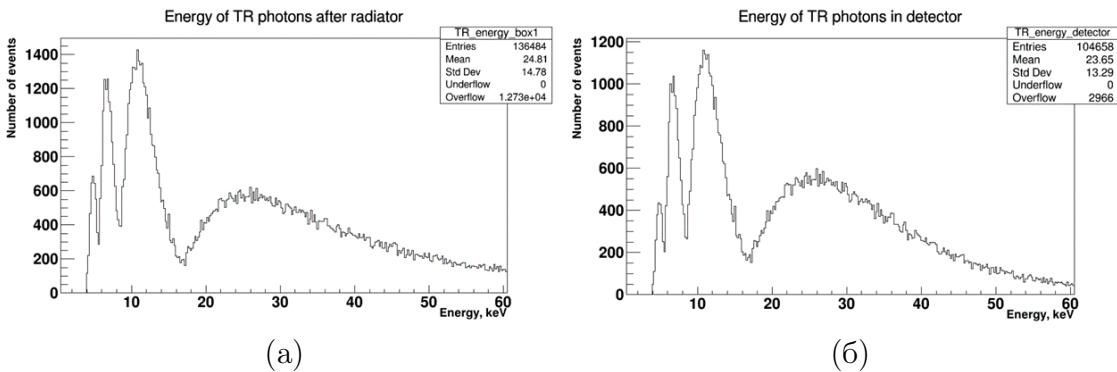 Energy of TR photons after radiator
TR_energy_box1
Entries 136484
Mean 24.81
Std Dev 14.78
Underflow 0
Overflow 1.273e+04
Number of events
1400
1200
1000
800
600
400
200
0
10 20 30 40 50 60
Energy, keV
(а)
Energy of TR photons in detector
TR_energy_detector
Entries 104658
Mean 23.65
Std Dev 13.29
Underflow 0
Overflow 2966
Number of events
1200
1000
800
600
400
200
0
10 20 30 40 50 60
Energy, keV
(б)